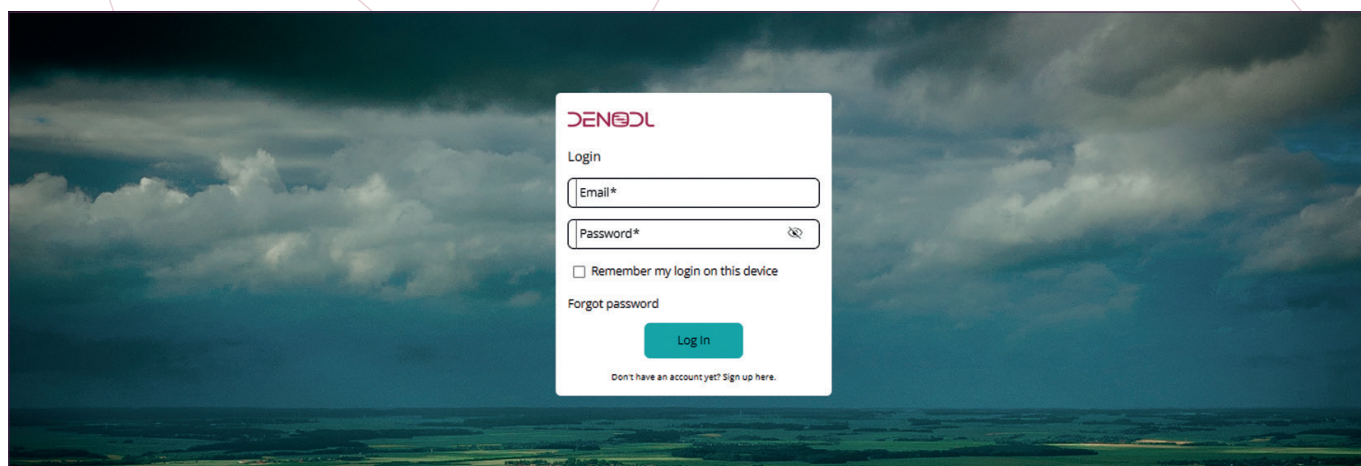 DENODL
Login
Email*
Password*
Remember my login on this device
Forgot password
Log In
Don't have an account yet? Sign up here.